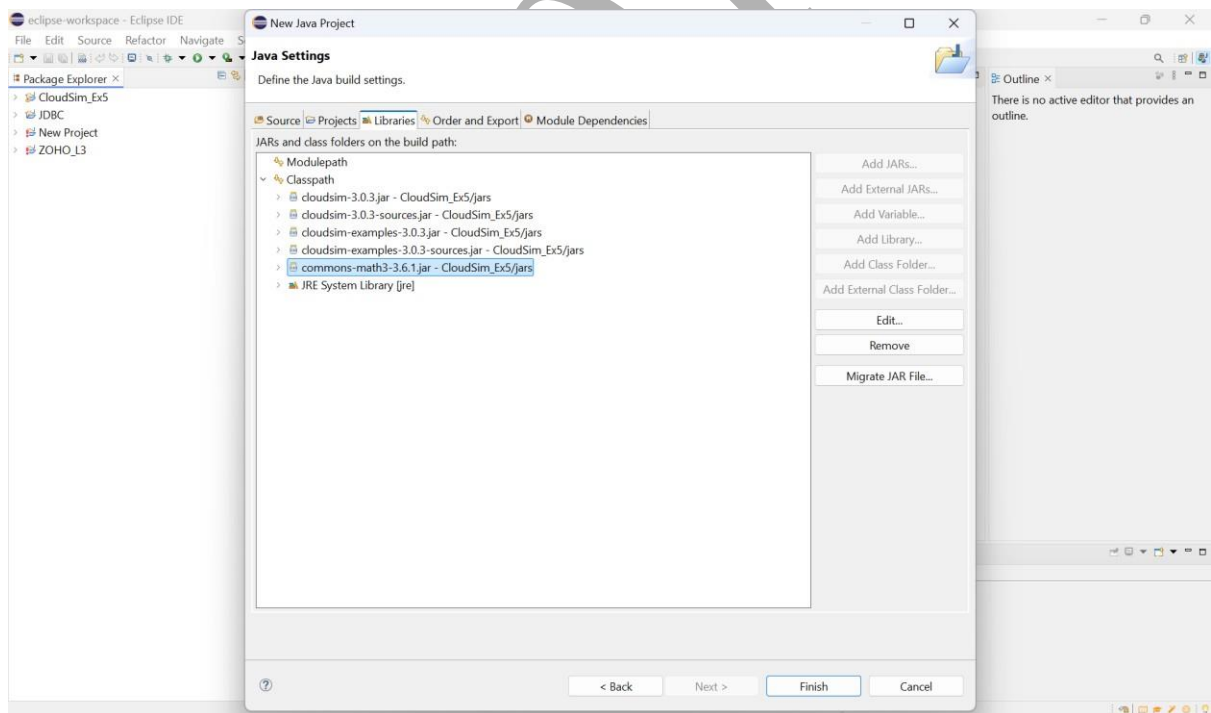 eclipse-workspace - Eclipse IDE
File Edit Source Refactor Navigate
Package Explorer
CloudSim_Ex5
JDBC
New Project
ZOHO_L3
New Java Project
Java Settings
Define the Java build settings.
Source Projects Libraries Order and Export Module Dependencies
JARs and class folders on the build path:
Modulepath
Classpath
cloudsim-3.0.3.jar - CloudSim_Ex5/jars
cloudsim-3.0.3-sources.jar - CloudSim_Ex5/jars
cloudsim-examples-3.0.3.jar - CloudSim_Ex5/jars
cloudsim-examples-3.0.3-sources.jar - CloudSim_Ex5/jars
commons-math3-3.6.1.jar - CloudSim_Ex5/jars
JRE System Library [jre]
Add JARs...
Add External JARs...
Add Variable...
Add Library...
Add Class Folder...
Add External Class Folder...
Edit...
Remove
Migrate JAR File...
< Back Next > Finish Cancel
Outline
There is no active editor that provides an
outline.